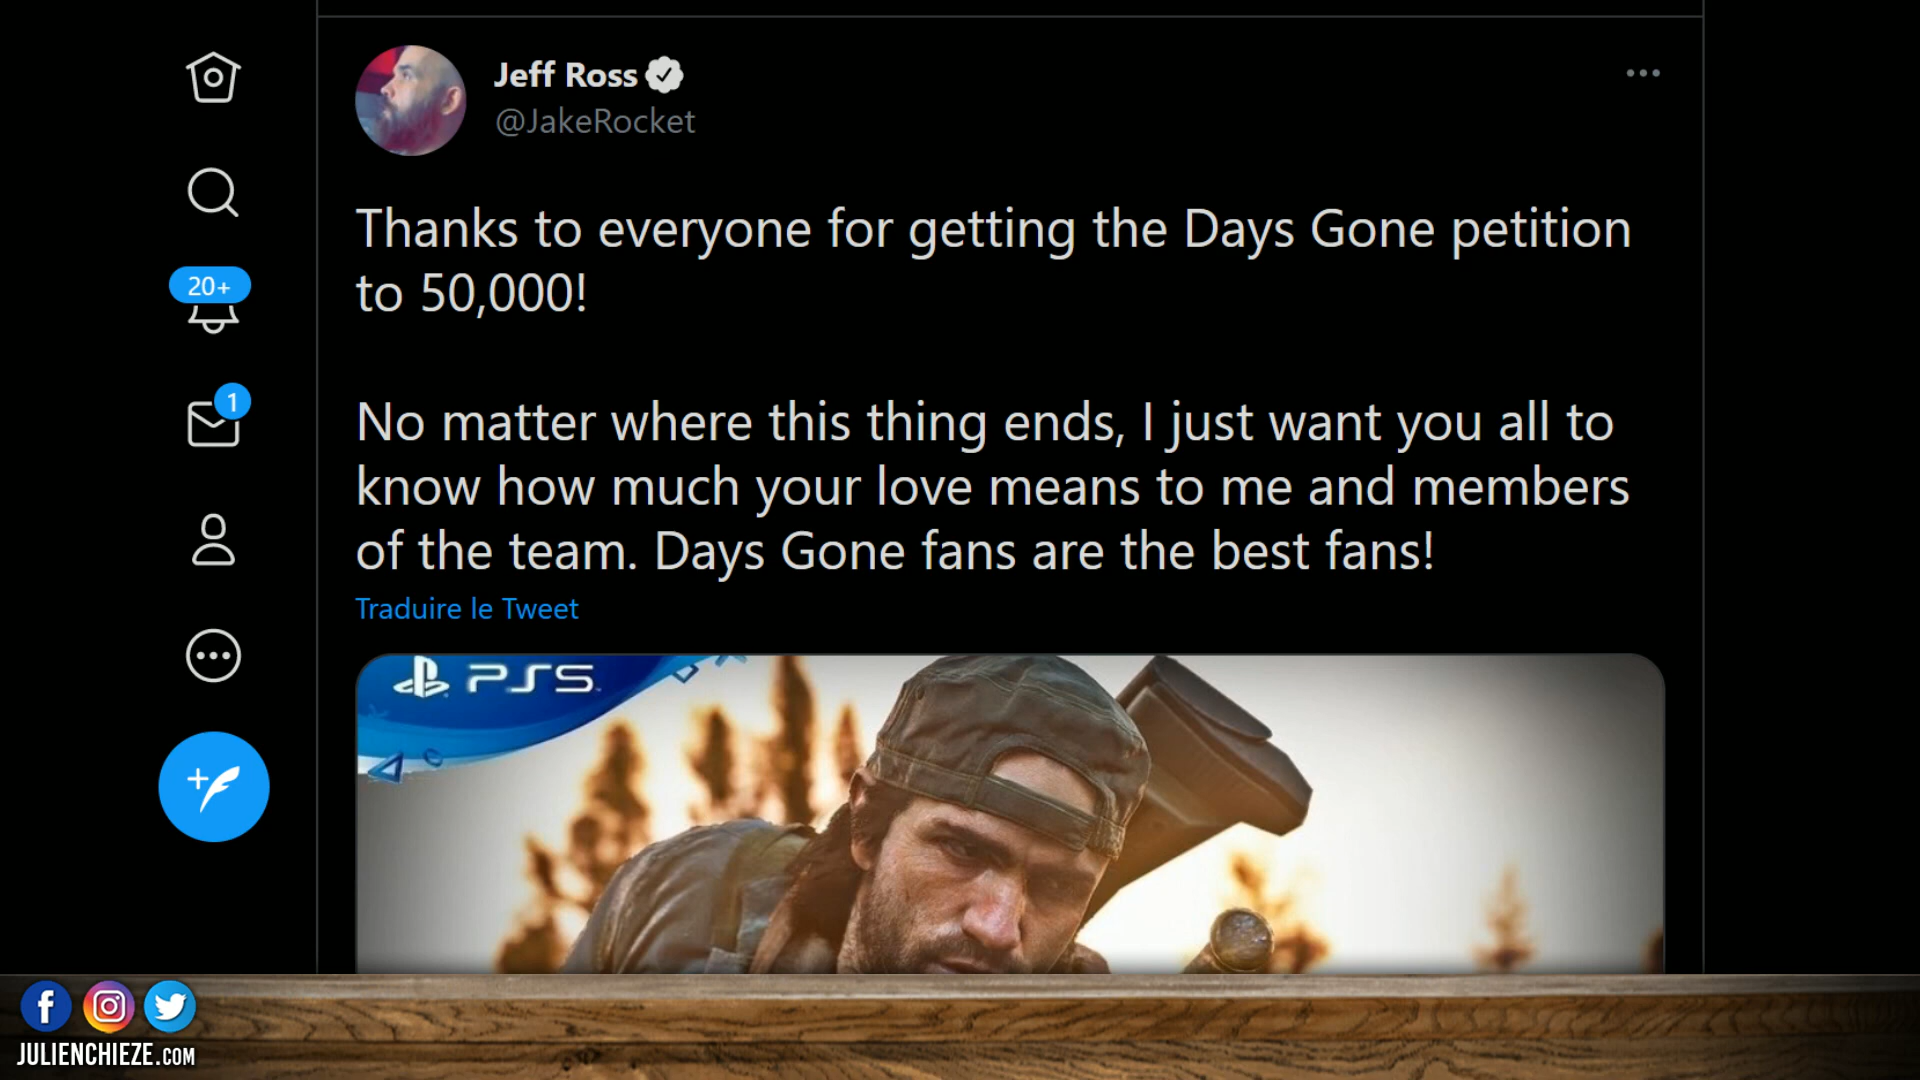 Jeff Ross
@JakeRocket
20+
1
Thanks to everyone for getting the Days Gone petition
to 50,000!
No matter where this thing ends, I just want you all to
know how much your love means to me and members
of the team. Days Gone fans are the best fans!
Traduire le Tweet
PS5
JULIENCHIEZE.COM